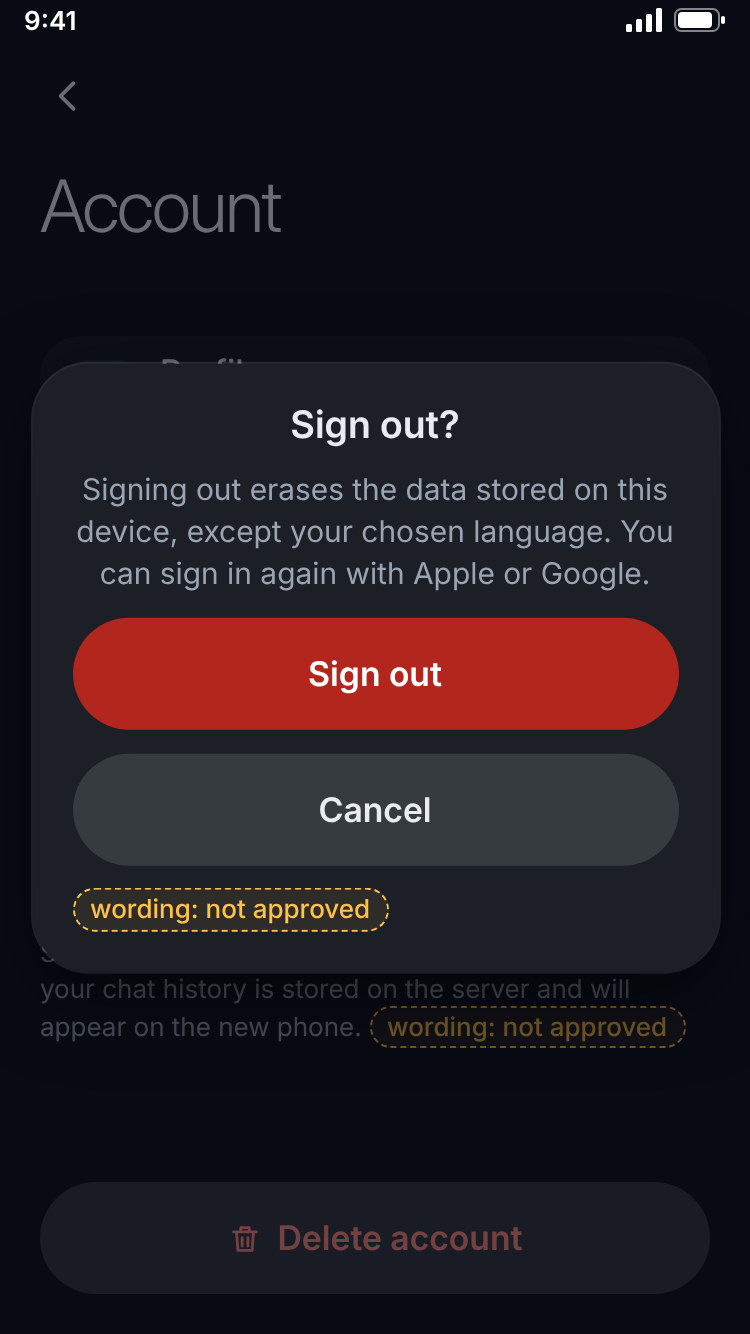 9:41
Account
Sign out?
Signing out erases the data stored on this
device, except your chosen language. You
can sign in again with Apple or Google.
Sign out
Cancel
wording: not approved
your chat history is stored on the server and will
appear on the new phone. wording: not approved
Delete account